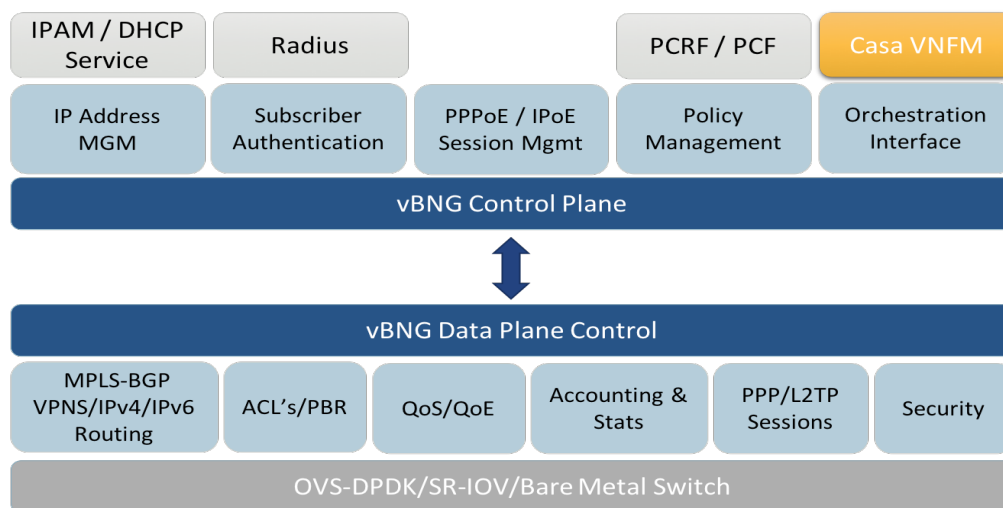 IPAM / DHCP
Service
Radius
PCRF / PCF
Casa VNFM
IP Address
MGM
Subscriber
Authentication
PPPoE / IPoE
Session Mgmt
Policy
Management
Orchestration
Interface
vBNG Control Plane
vBNG Data Plane Control
MPLS-BGP
VPNS/IPv4/IPv6
Routing
ACL's/PBR
QoS/QoE
Accounting &
Stats
PPP/L2TP
Sessions
Security
OVS-DPDK/SR-IOV/Bare Metal Switch